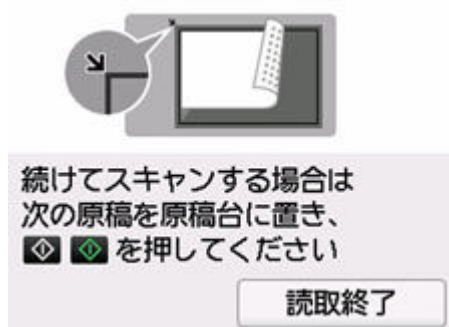 続けてスキャンする場合は
次の原稿を原稿台に置き、
を押してください
読取終了